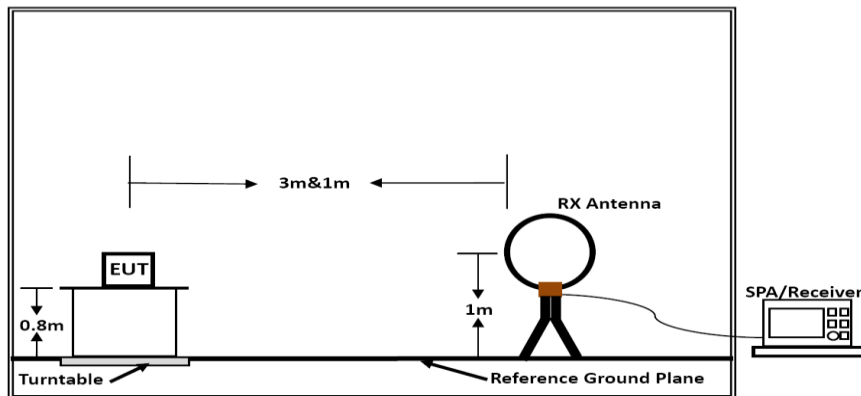 3m&1m
RX Antenna
EUT
SPA/Receiver
0.8m
1m
Turntable
Reference Ground Plane